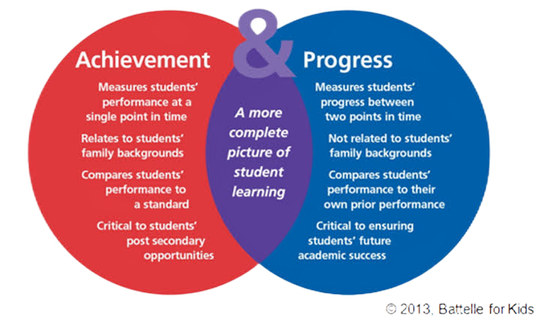 Achievement
&
Progress
Measures students'
performance at a
single point in time
Relates to students'
family backgrounds
Compares students'
performance to
a standard
Critical to students'
post secondary
opportunities
A more
complete
picture of
student
learning
Measures students'
progress between
two points in time
Not related to students'
family backgrounds
Compares students'
performance to their
own prior performance
Critical to ensuring
students' future
academic success
© 2013, Battelle for Kids